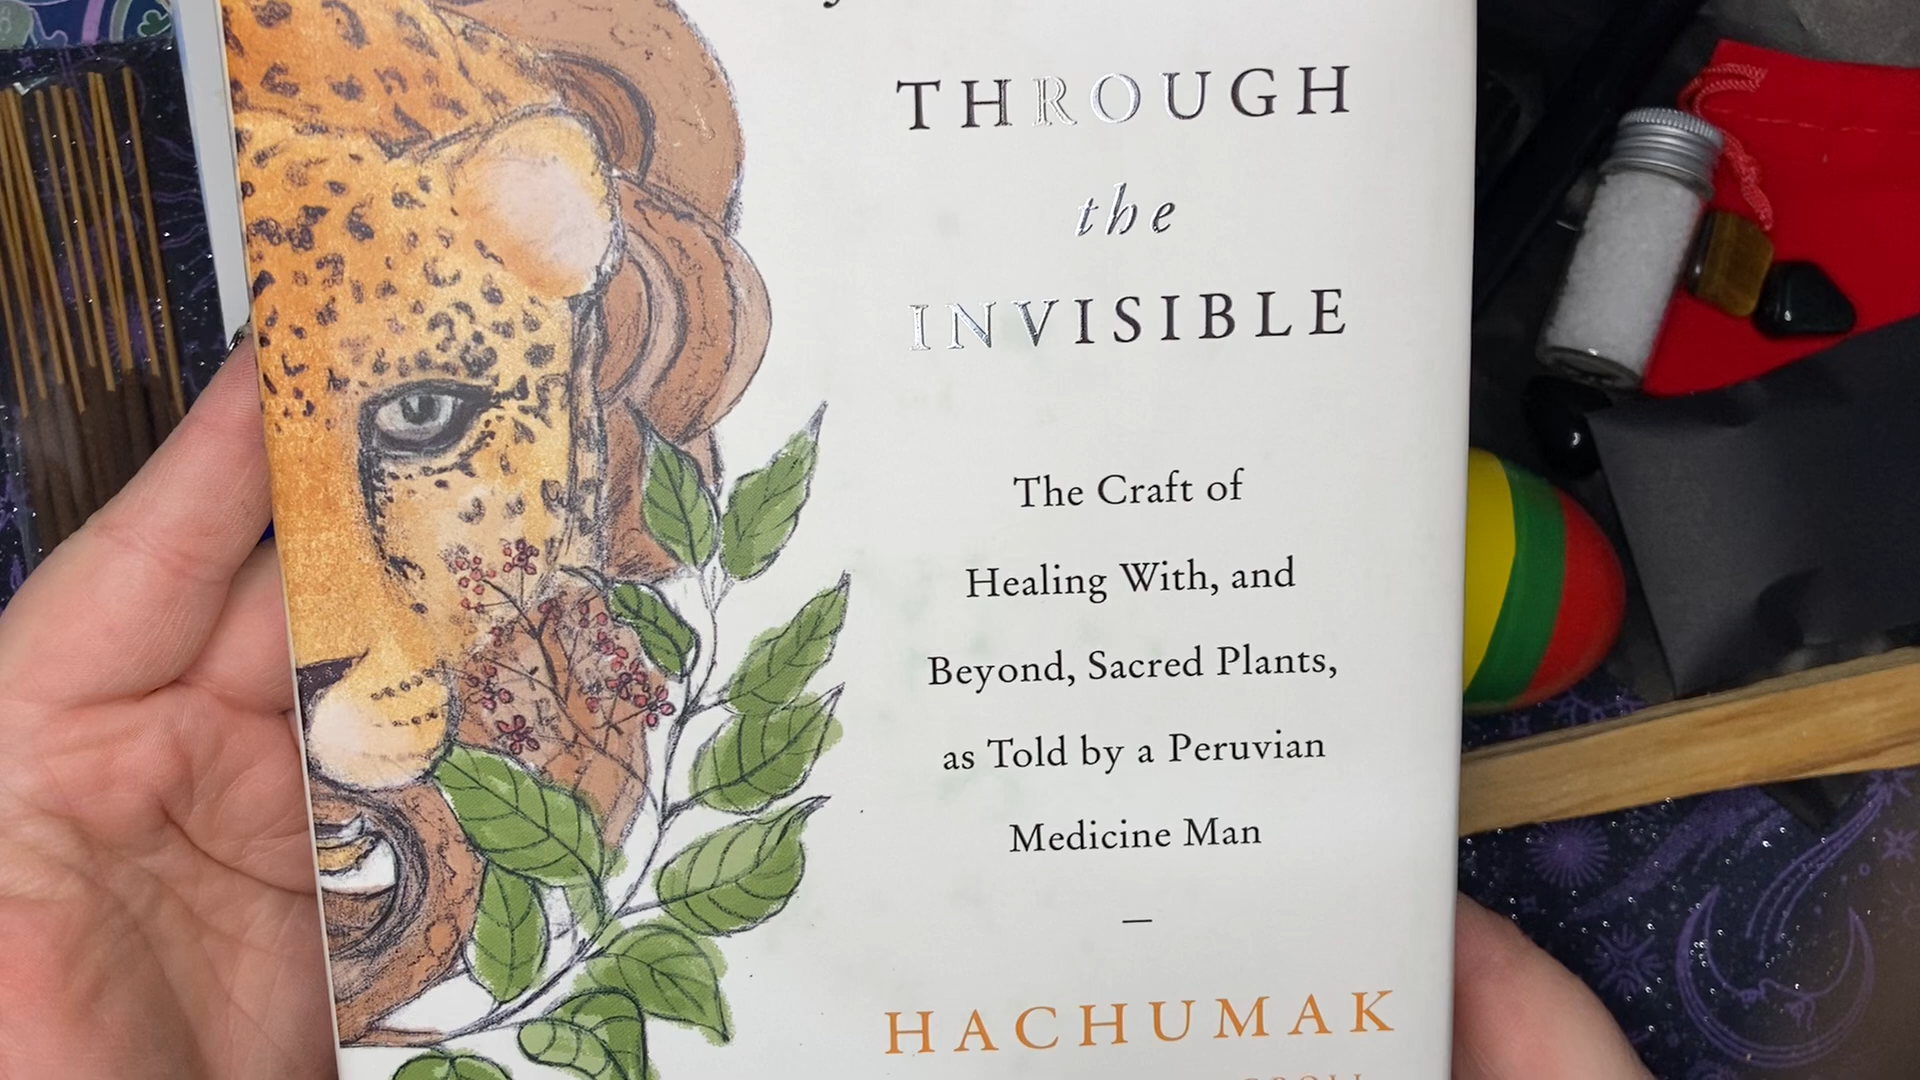 THROUGH
the
INVISIBLE
The Craft of
Healing With, and
Beyond, Sacred Plants,
as Told by a Peruvian
Medicine Man
—
HACHUMAK